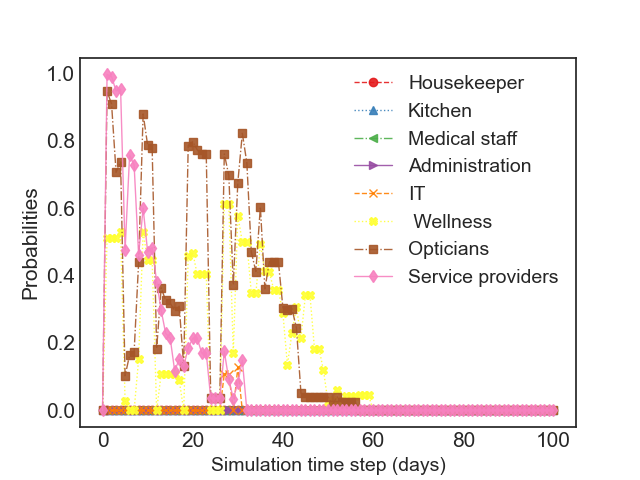 1.0
0.8
0.6
0.4
0.2
0.0
Probabilities
0 20 40 60 80 100
Simulation time step (days)
Housekeeper
Kitchen
Medical staff
Administration
IT
Wellness
Opticians
Service providers